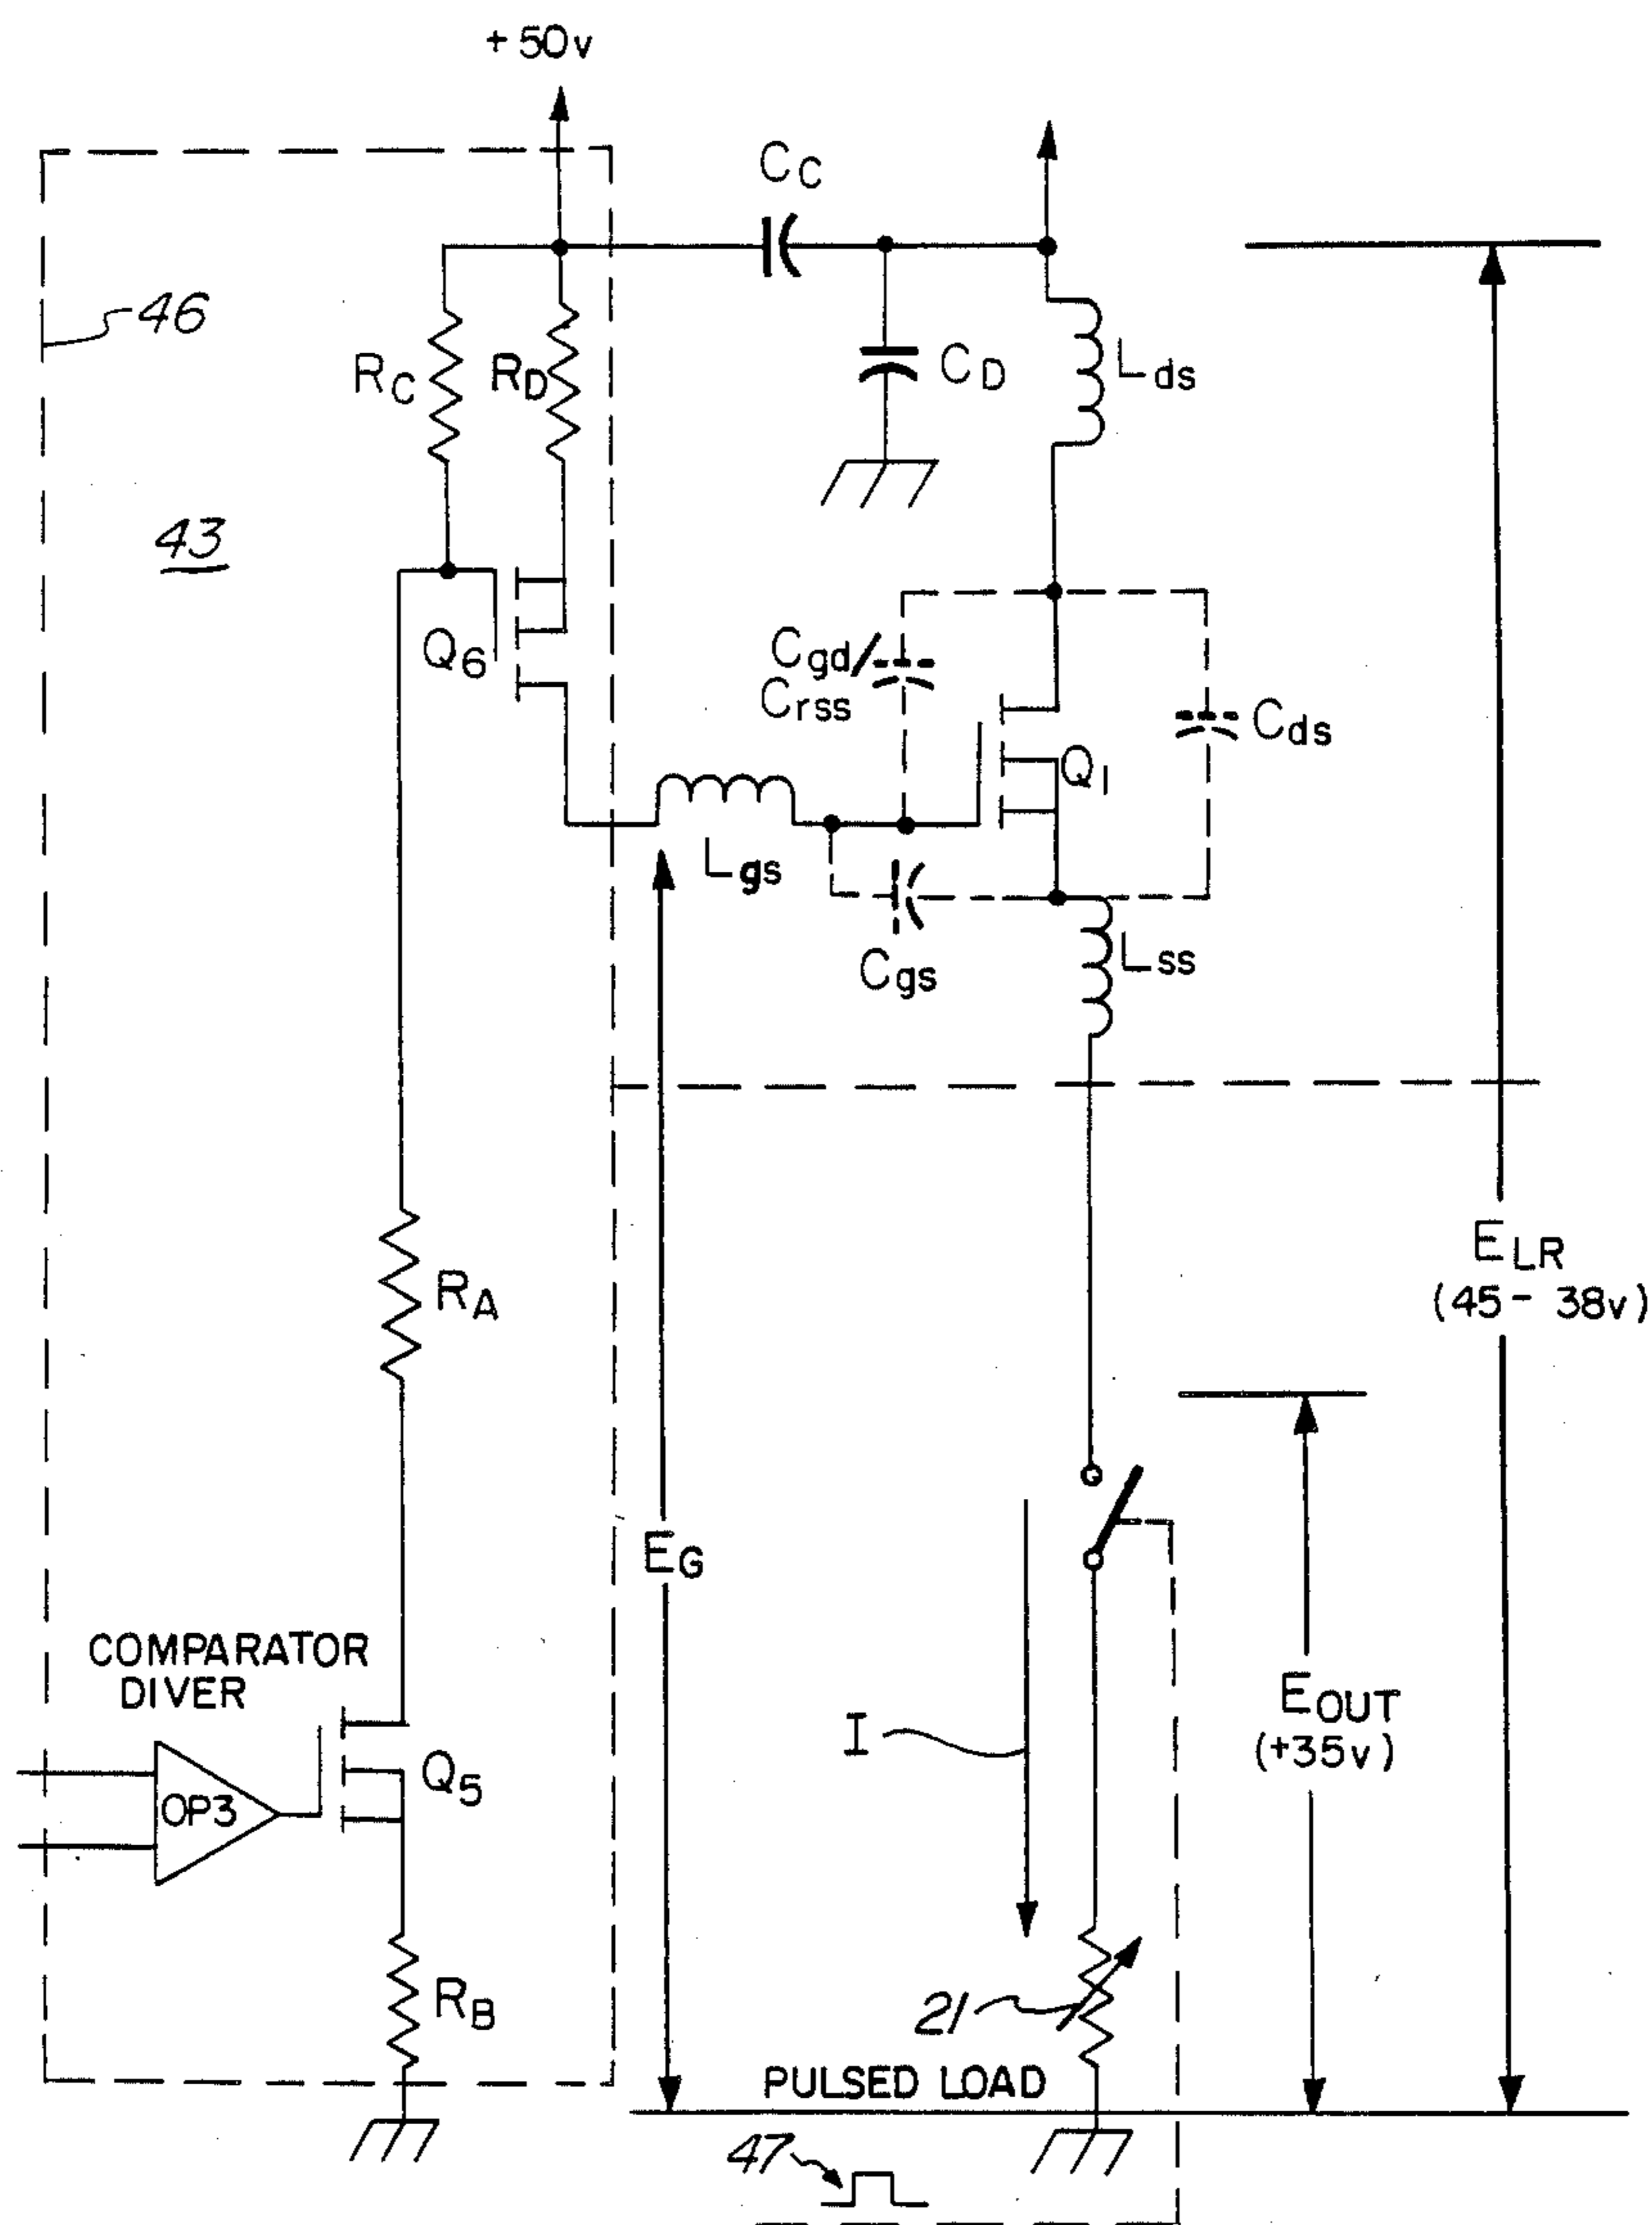 +50v
CC
46
RC
RD
CD
Lds
43
Q6
Cgd/
Crss
Q1
Cds
Lgs
Cgs
Lss
ELR
(45- 38v)
RA
EG
COMPARATOR
DIVER
OP3
Q5
I
EOUT
(+35v)
RB
21
PULSED LOAD
47